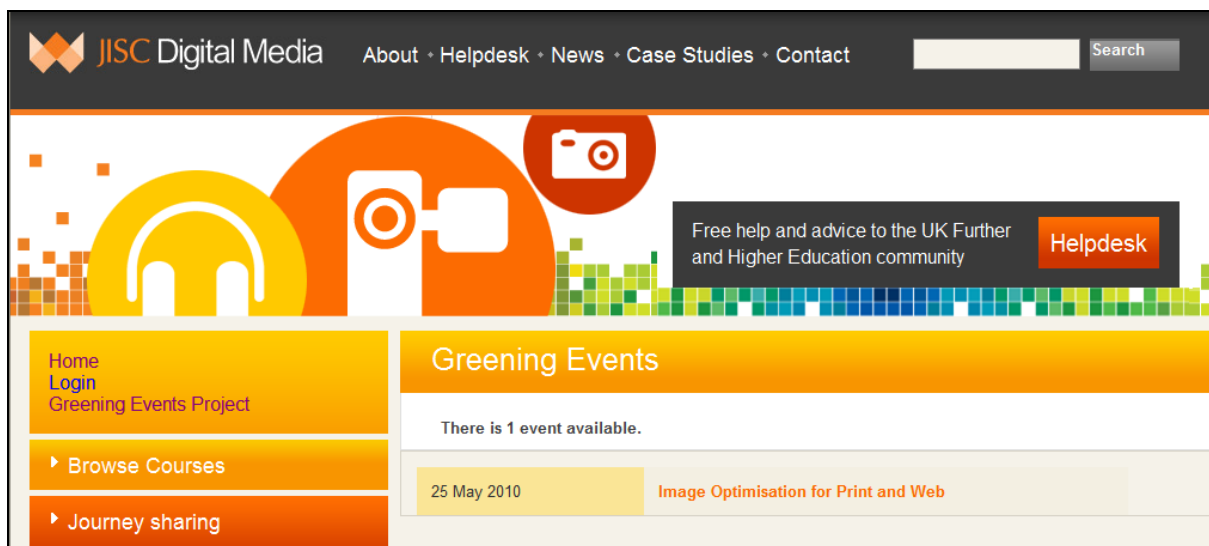 JISC Digital Media
About • Helpdesk • News • Case Studies • Contact
Search
Free help and advice to the UK Further
and Higher Education community
Helpdesk
Home
Login
Greening Events Project
Browse Courses
Journey sharing
Greening Events
There is 1 event available.
25 May 2010
Image Optimisation for Print and Web